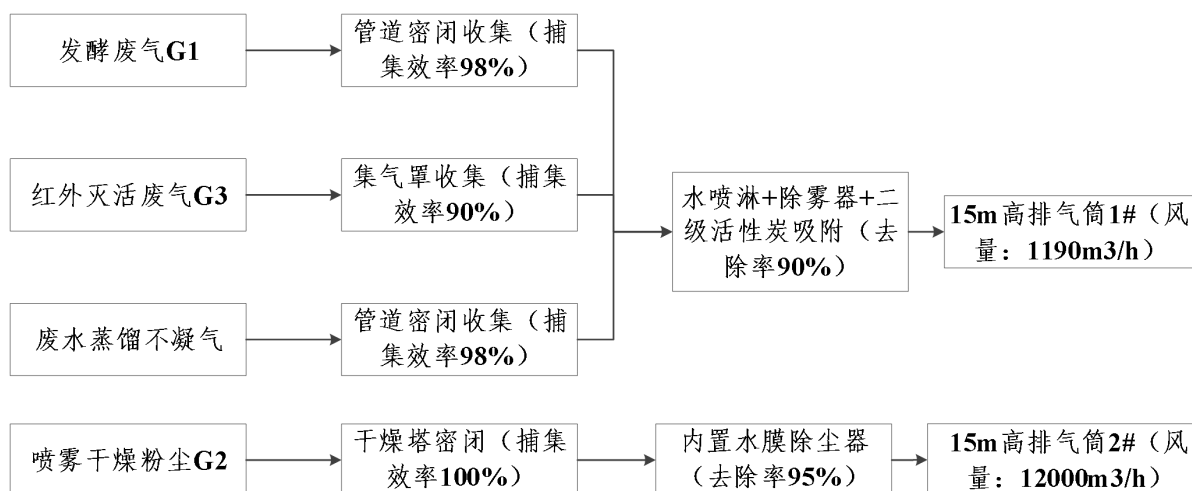 发酵废气G1
管道密闭收集（捕
集效率98%）
红外灭活废气G3
集气罩收集（捕集
效率90%）
水喷淋+除雾器+二
级活性炭吸附（去
除率90%）
15m高排气筒1#（风
量：1190m3/h）
废水蒸馏不凝气
管道密闭收集（捕
集效率98%）
喷雾干燥粉尘G2
干燥塔密闭（捕集
效率100%）
内置水膜除尘器
（去除率95%）
15m高排气筒2#（风
量：12000m3/h）